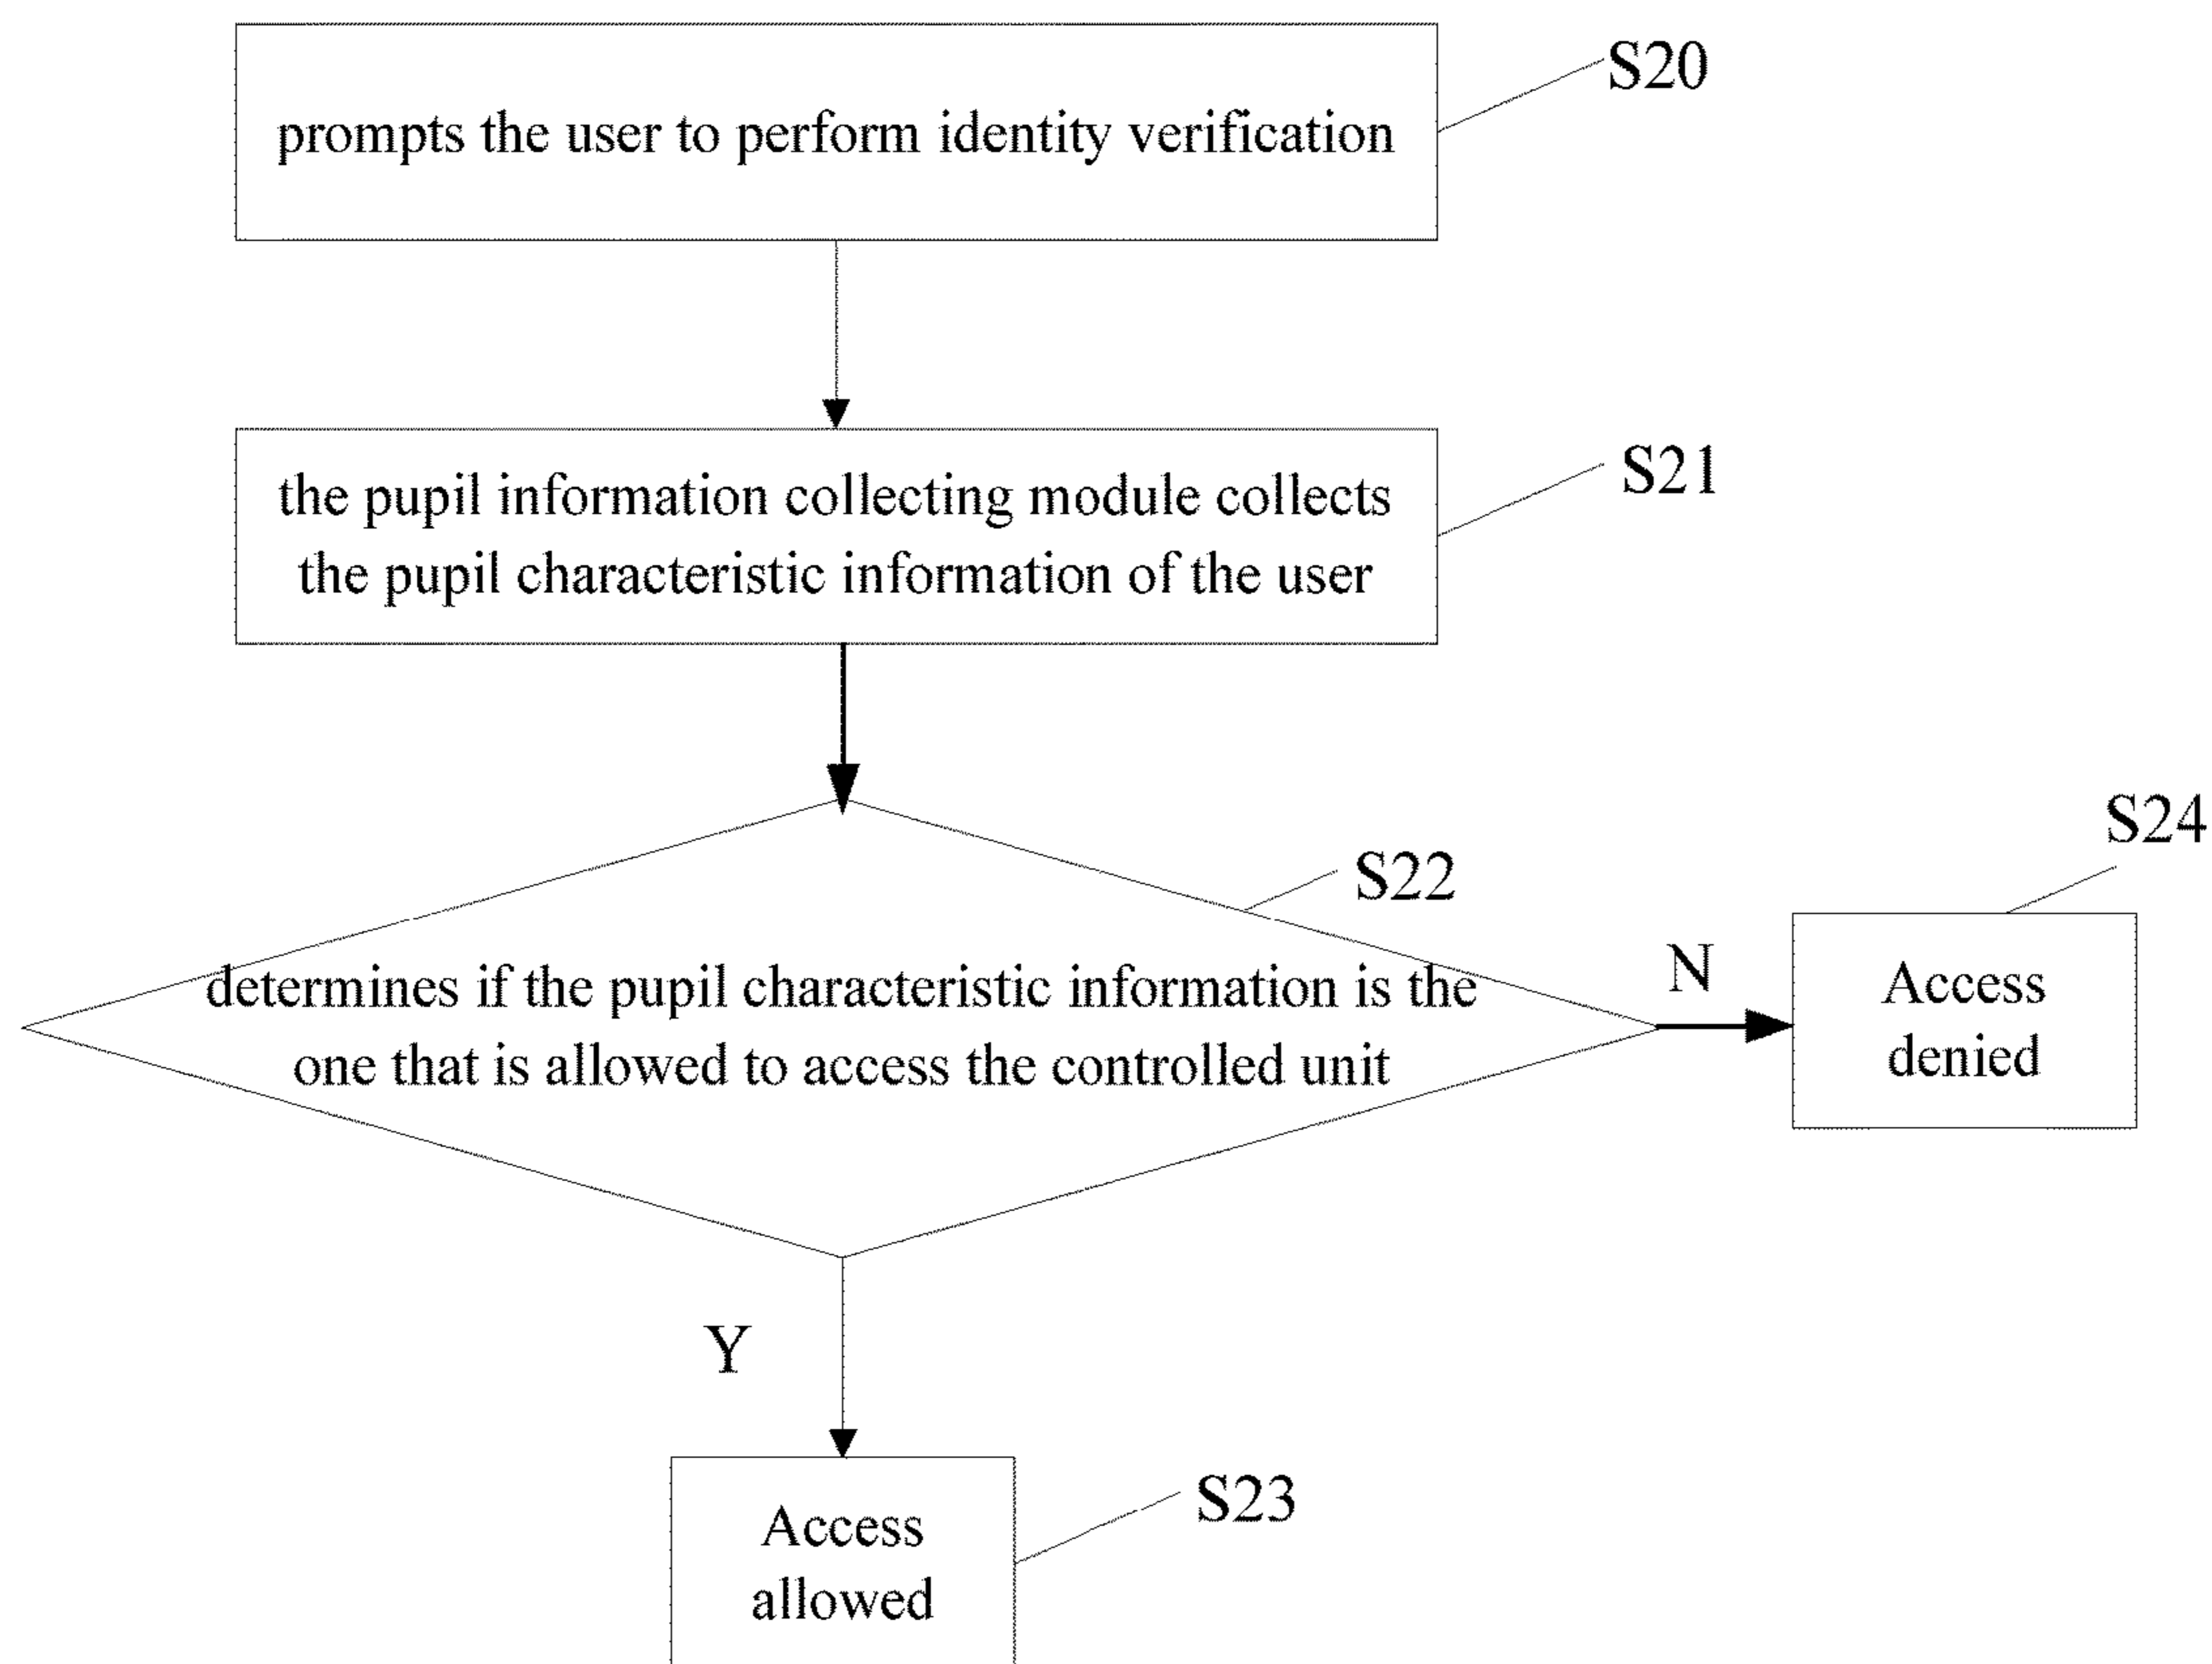 S20
prompts the user to perform identity verification
S21
the pupil information collecting module collects
the pupil characteristic information of the user
S22
S24
determines if the pupil characteristic information is the
one that is allowed to access the controlled unit
N
Access
denied
Y
S23
Access
allowed